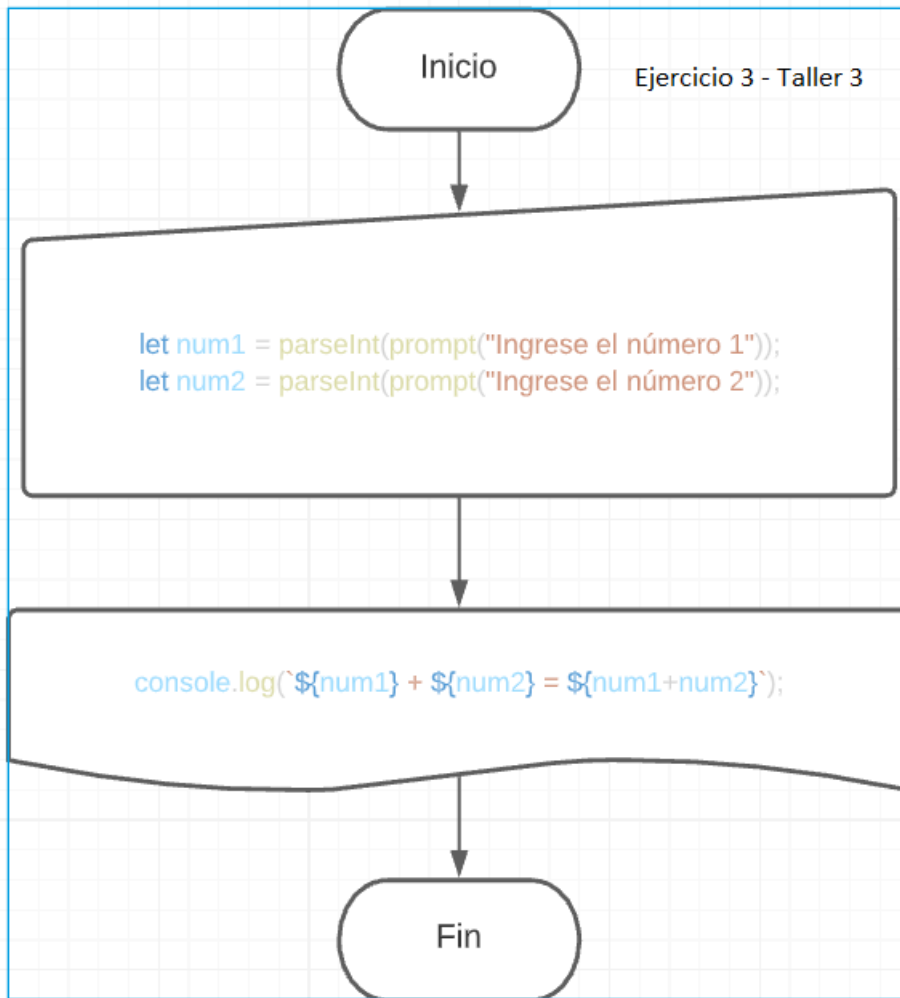 Inicio
Ejercicio 3 - Taller 3
let num1 = parseInt(prompt("Ingrese el número 1"));
let num2 = parseInt(prompt("Ingrese el número 2"));
console.log(`${num1} + ${num2} = ${num1+num2}`);
Fin